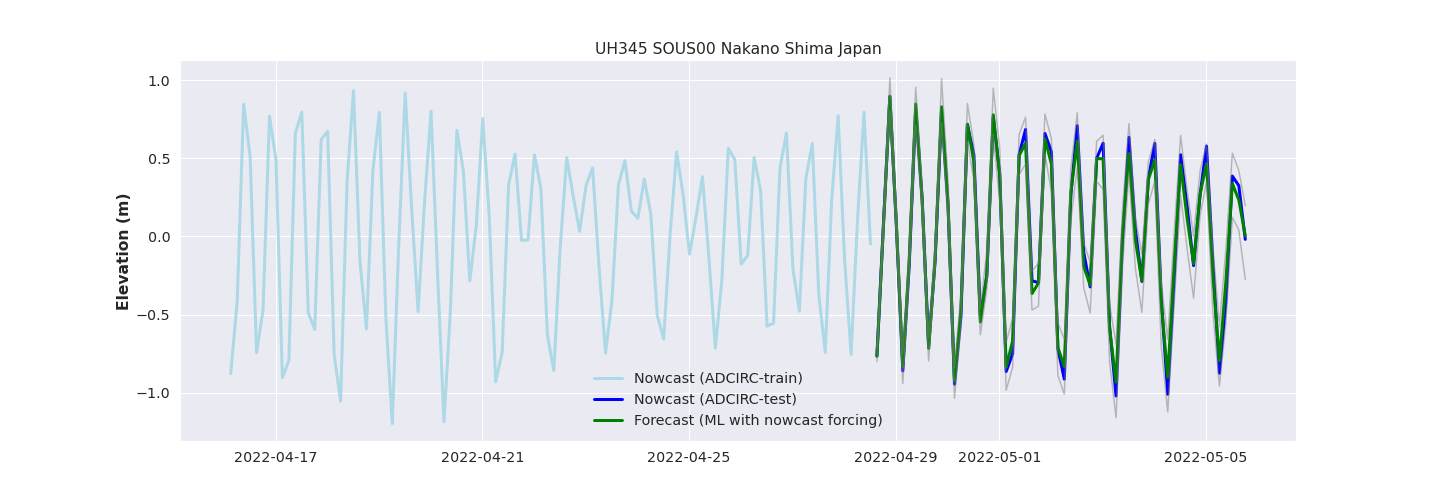 UH345 SOUS00 Nakano Shima Japan
Elevation (m)
1.0
0.5
0.0
−0.5
−1.0
Nowcast (ADCIRC-train)
Nowcast (ADCIRC-test)
Forecast (ML with nowcast forcing)
2022-04-17 2022-04-21 2022-04-25 2022-04-29 2022-05-01 2022-05-05